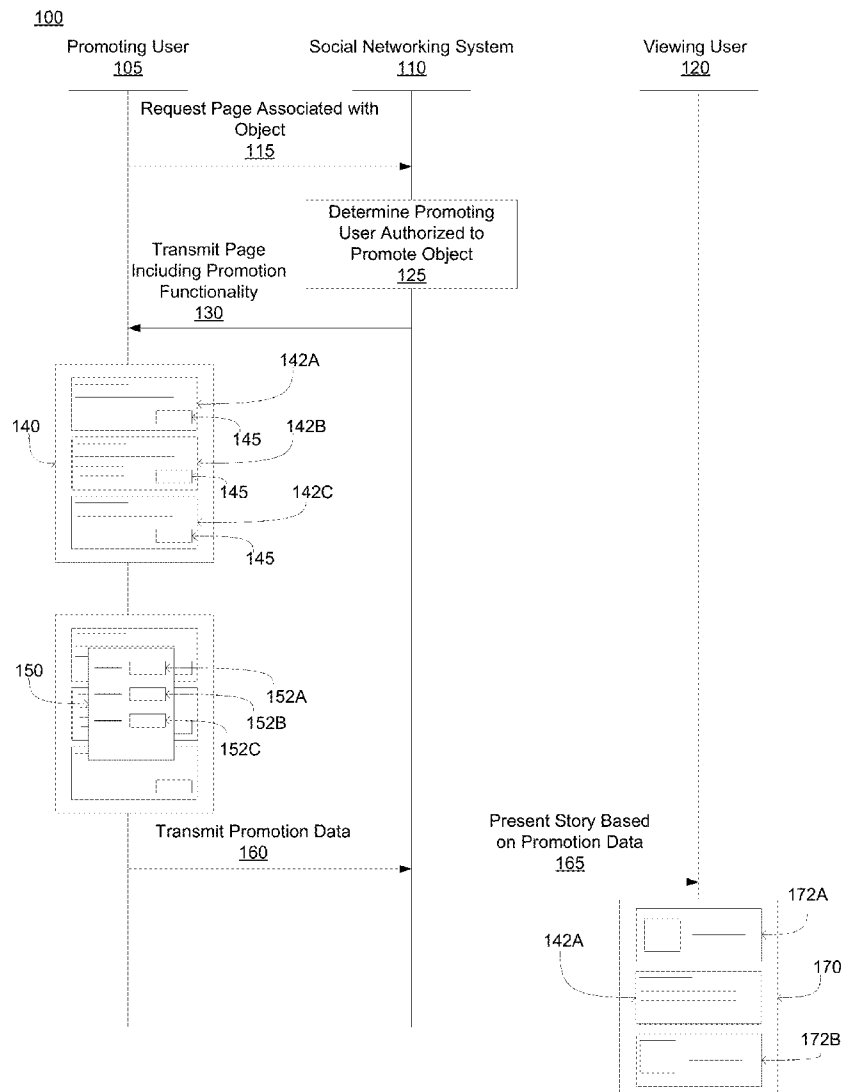 100
Promoting User
105
Social Networking System
110
Viewing User
120
Request Page Associated with
Object
115
Determine Promoting
User Authorized to
Promote Object
125
Transmit Page
Including Promotion
Functionality
130
142A
140
145
142B
145
142C
145
150
152A
152B
152C
Transmit Promotion Data
160
Present Story Based
on Promotion Data
165
172A
142A
170
172B